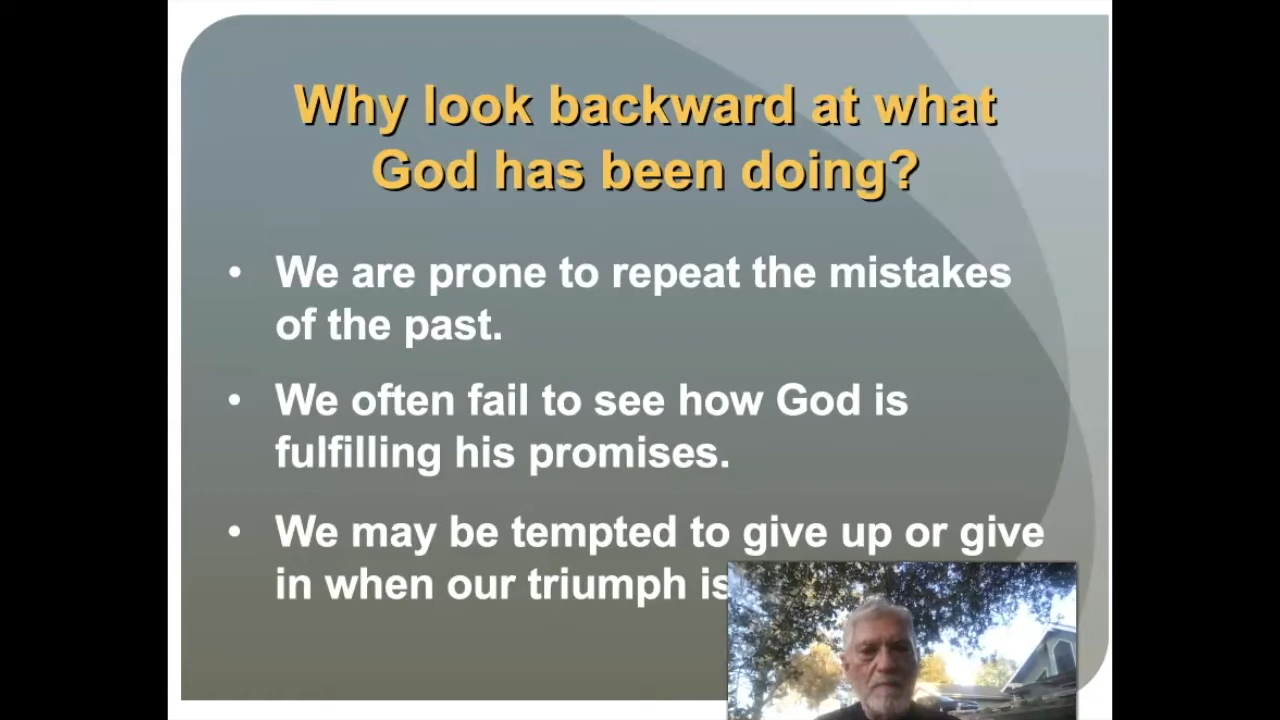 Why look backward at what
God has been doing?
• We are prone to repeat the mistakes
of the past.
• We often fail to see how God is
fulfilling his promises.
• We may be tempted to give up or give
in when our triumph is